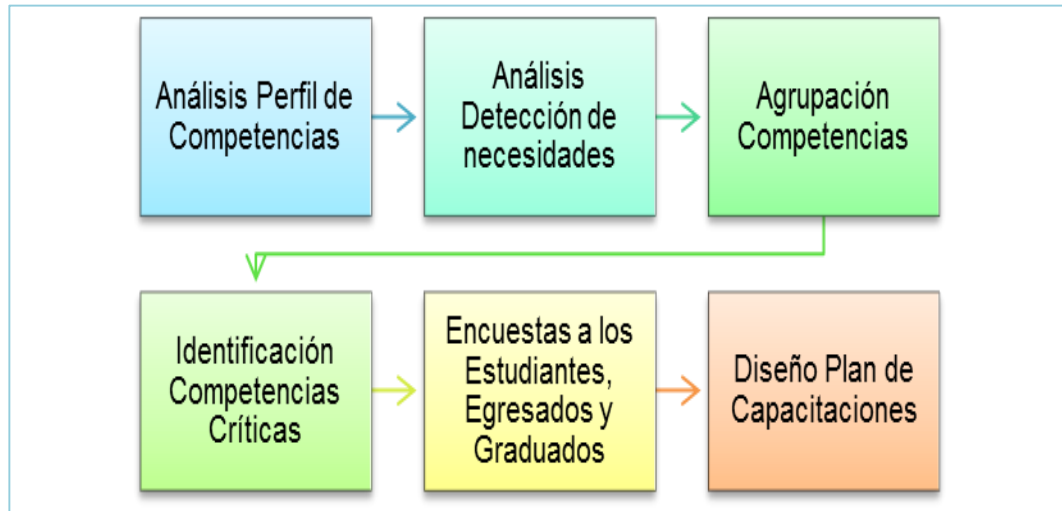 Análisis Perfil de
Competencias
Análisis
Detección de
necesidades
Agrupación
Competencias
Identificación
Competencias
Críticas
Encuestas a los
Estudiantes,
Egresados y
Graduados
Diseño Plan de
Capacitaciones